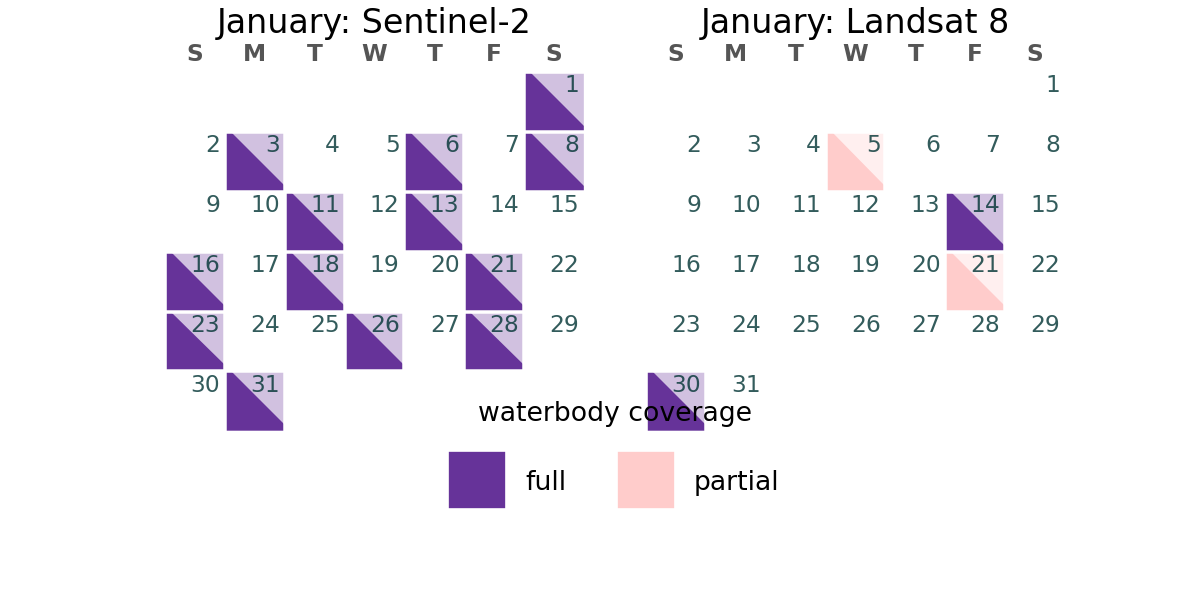 January: Sentinel-2
S M T W T F S
1
2 3 4 5 6 7 8
9 10 11 12 13 14 15
16 17 18 19 20 21 22
23 24 25 26 27 28 29
30 31
January: Landsat 8
S M T W T F S
1
2 3 4 5 6 7 8
9 10 11 12 13 14 15
16 17 18 19 20 21 22
23 24 25 26 27 28 29
30 31
waterbody coverage
full partial